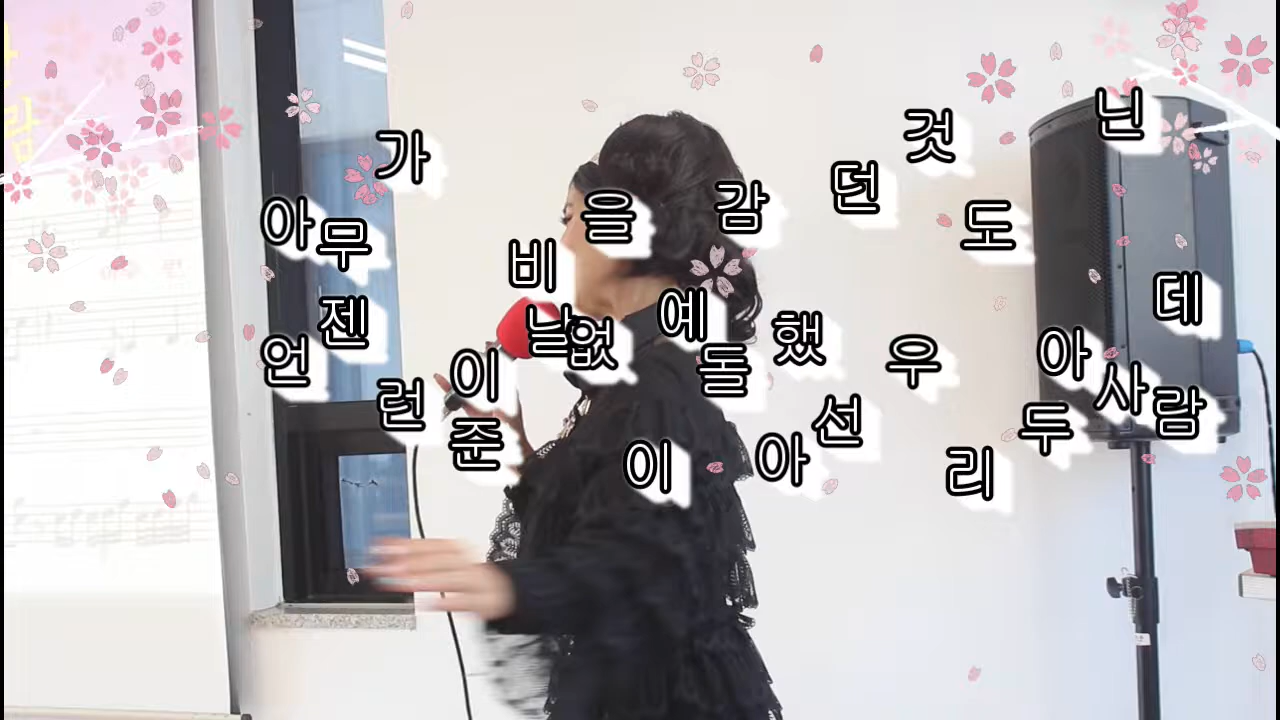 아무런 준비 없이 예감했던 것도 아닌데
언젠가 이 날을 돌아선 우리 두 사람